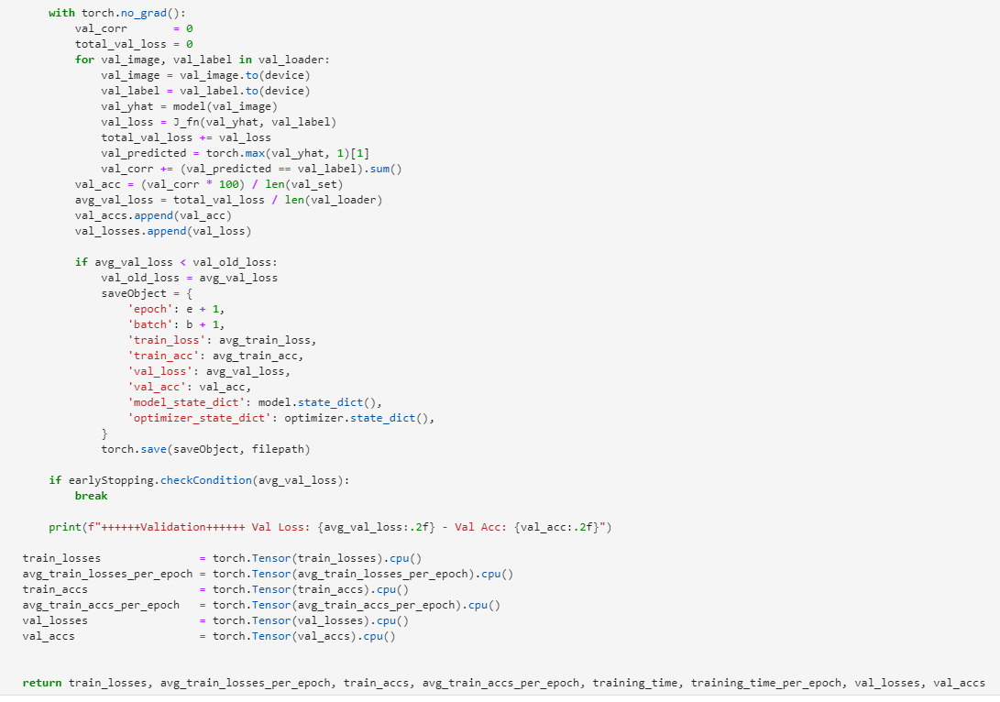 with torch.no_grad():
val_corr = 0
total_val_loss = 0
for val_image, val_label in val_loader:
val_image = val_image.to(device)
val_label = val_label.to(device)
val_yhat = model(val_image)
val_loss = J_fn(val_yhat, val_label)
total_val_loss += val_loss
val_predicted = torch.max(val_yhat, 1)[1]
val_corr += (val_predicted == val_label).sum()
val_acc = (val_corr * 100) / len(val_set)
avg_val_loss = total_val_loss / len(val_loader)
val_accs.append(val_acc)
val_losses.append(val_loss)
if avg_val_loss < val_old_loss:
val_old_loss = avg_val_loss
saveObject = {
'epoch': e + 1,
'batch': b + 1,
'train_loss': avg_train_loss,
'train_acc': avg_train_acc,
'val_loss': avg_val_loss,
'val_acc': val_acc,
'model_state_dict': model.state_dict(),
'optimizer_state_dict': optimizer.state_dict(),
}
torch.save(saveObject, filepath)
if earlyStopping.checkCondition(avg_val_loss):
break
print(f"++++++Validation++++++ Val Loss: {avg_val_loss:.2f} - Val Acc: {val_acc:.2f}")
train_losses = torch.Tensor(train_losses).cpu()
avg_train_losses_per_epoch = torch.Tensor(avg_train_losses_per_epoch).cpu()
train_accs = torch.Tensor(train_accs).cpu()
avg_train_accs_per_epoch = torch.Tensor(avg_train_accs_per_epoch).cpu()
val_losses = torch.Tensor(val_losses).cpu()
val_accs = torch.Tensor(val_accs).cpu()
return train_losses, avg_train_losses_per_epoch, train_accs, avg_train_accs_per_epoch, training_time, training_time_per_epoch, val_losses, val_accs